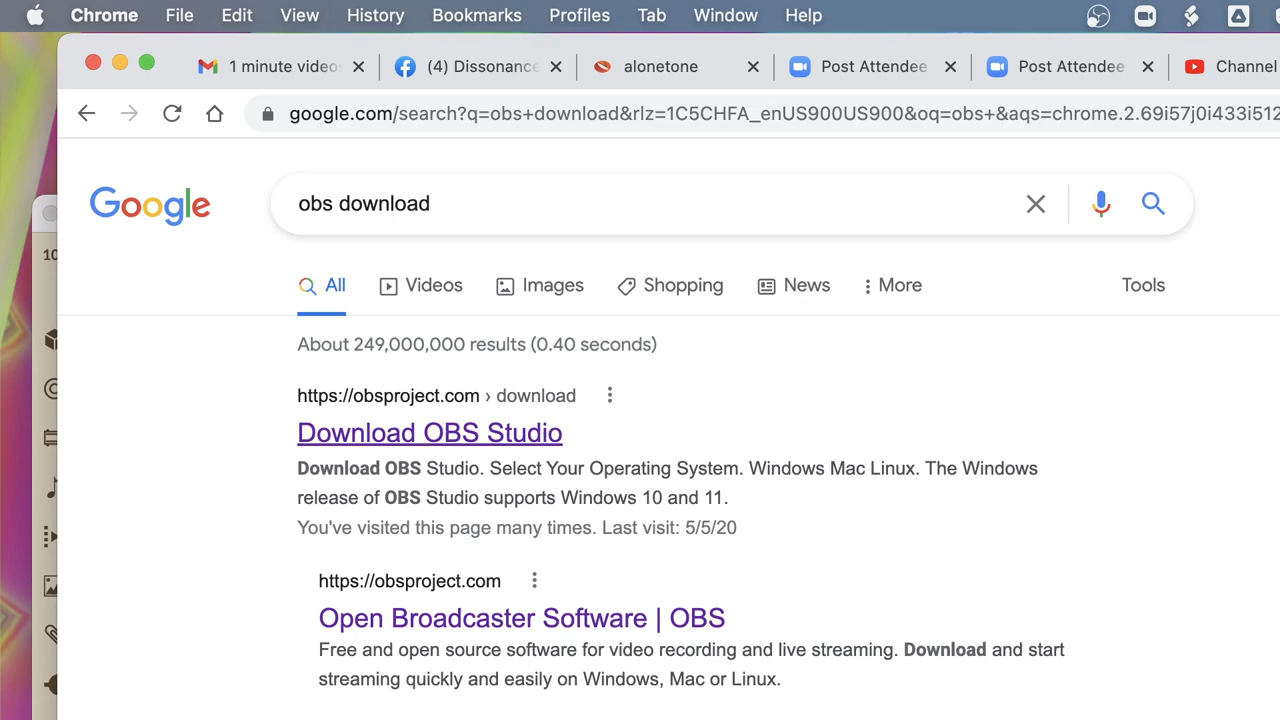 Chrome File Edit View History Bookmarks Profiles Tab Window Help
1 minute video (4) Dissonance alonetone Post Attendee Post Attendee Channel
google.com/search?q=obs+download&rlz=1C5CHFA_enUS900US900&oq=obs+&aqs=chrome.2.69i57j0i433i512
Google
obs download
All Videos Images Shopping News More Tools
10
About 249,000,000 results (0.40 seconds)
https://obsproject.com › download
Download OBS Studio
Download OBS Studio. Select Your Operating System. Windows Mac Linux. The Windows
release of OBS Studio supports Windows 10 and 11.
You've visited this page many times. Last visit: 5/5/20
https://obsproject.com
Open Broadcaster Software | OBS
Free and open source software for video recording and live streaming. Download and start
streaming quickly and easily on Windows, Mac or Linux.